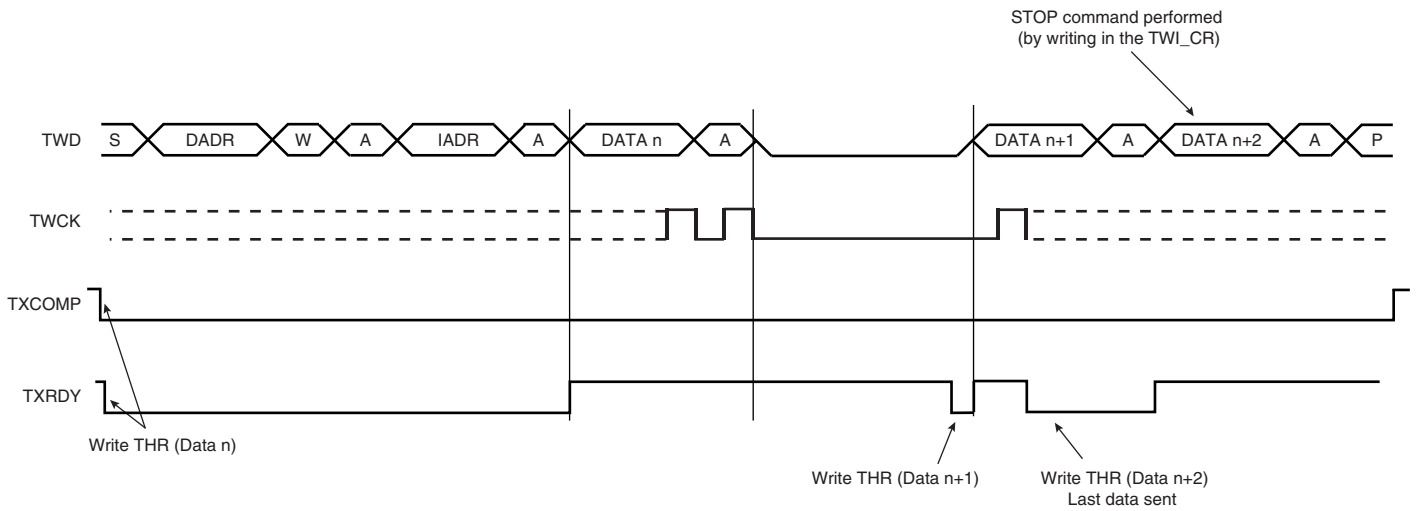 STOP command performed
(by writing in the TWI_CR)
TWD S DADR W A IADR A DATA n A DATA n+1 A DATA n+2 A P
TWCK
TXCOMP
TXRDY
Write THR (Data n)
Write THR (Data n+1)
Write THR (Data n+2)
Last data sent